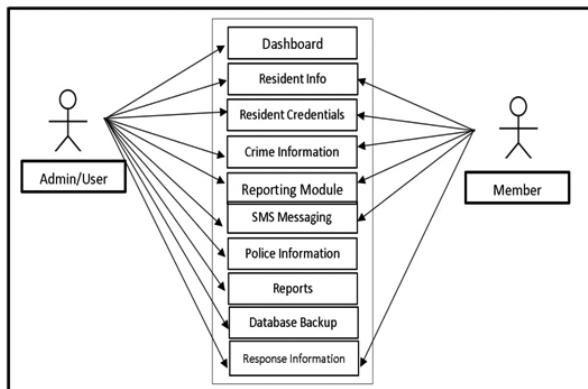 Dashboard
Resident Info
Resident Credentials
Crime Information
Reporting Module
SMS Messaging
Police Information
Reports
Database Backup
Response Information
Admin/User
Member